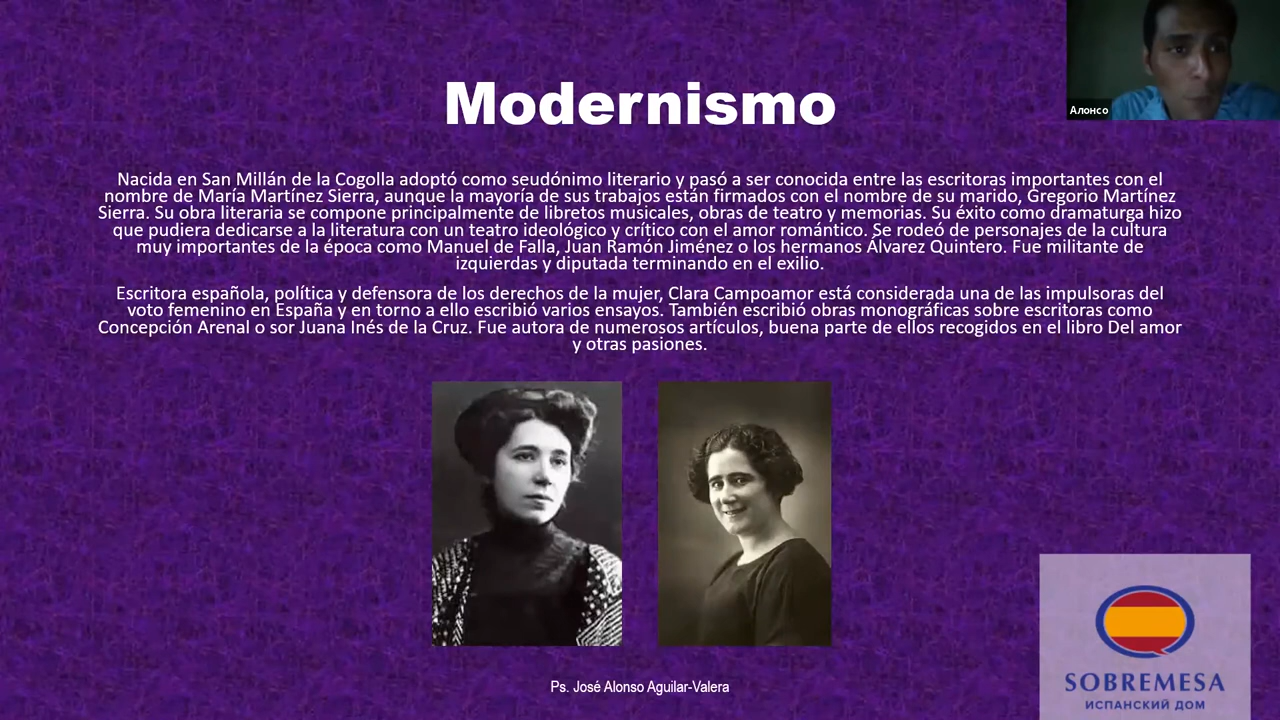 Modernismo
Алонсо
Nacida en San Millán de la Cogolla adoptó como seudónimo literario y pasó a ser conocida entre las escritoras importantes con el
nombre de María Martínez Sierra, aunque la mayoría de sus trabajos están firmados con el nombre de su marido, Gregorio Martínez
Sierra. Su obra literaria se compone principalmente de libretos musicales, obras de teatro y memorias. Su éxito como dramaturga hizo
que pudiera dedicarse a la literatura con un teatro ideológico y crítico con el amor romántico. Se rodeó de personajes de la cultura
muy importantes de la época como Manuel de Falla, Juan Ramón Jiménez o los hermanos Álvarez Quintero. Fue militante de
izquierdas y diputada terminando en el exilio.
Escritora española, política y defensora de los derechos de la mujer, Clara Campoamor está considerada una de las impulsoras del
voto femenino en España y en torno a ello escribió varios ensayos. También escribió obras monográficas sobre escritoras como
Concepción Arenal o sor Juana Inés de la Cruz. Fue autora de numerosos artículos, buena parte de ellos recogidos en el libro Del amor
y otras pasiones.
Ps. José Alonso Aguilar-Valera
SOBREMESA
ИСПАНСКИЙ ДОМ